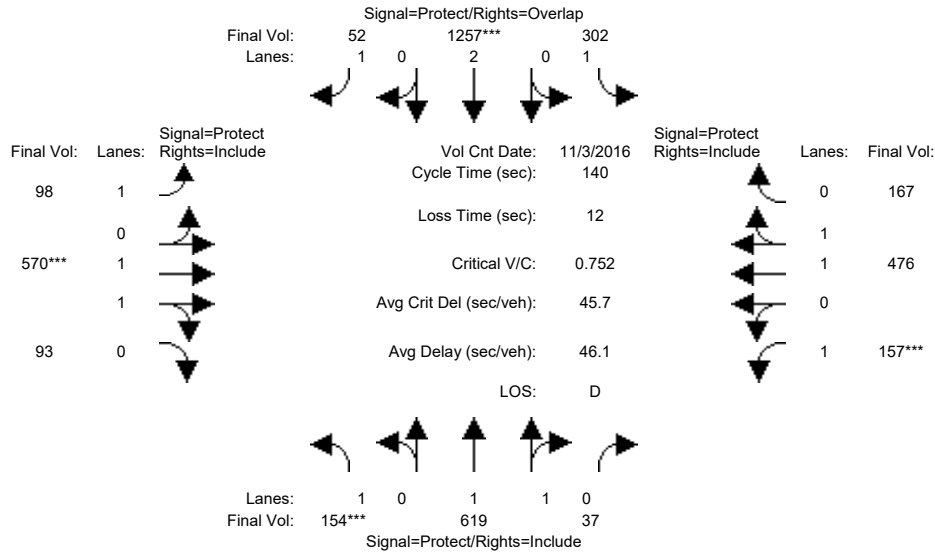 Signal=Protect/Rights=Overlap
Final Vol: 52 1257*** 302
Lanes: 1 0 2 0 1
Signal=Protect Signal=Protect
Final Vol: Lanes: Rights=Include Vol Cnt Date: 11/3/2016 Rights=Include Lanes: Final Vol:
Cycle Time (sec): 140
98 1 0 167
Loss Time (sec): 12
0 1
570*** 1 Critical V/C: 0.752 1 476
1 Avg Crit Del (sec/veh): 45.7 0
93 0 Avg Delay (sec/veh): 46.1 1 157***
LOS: D
Lanes: 1 0 1 1 0
Final Vol: 154*** 619 37
Signal=Protect/Rights=Include